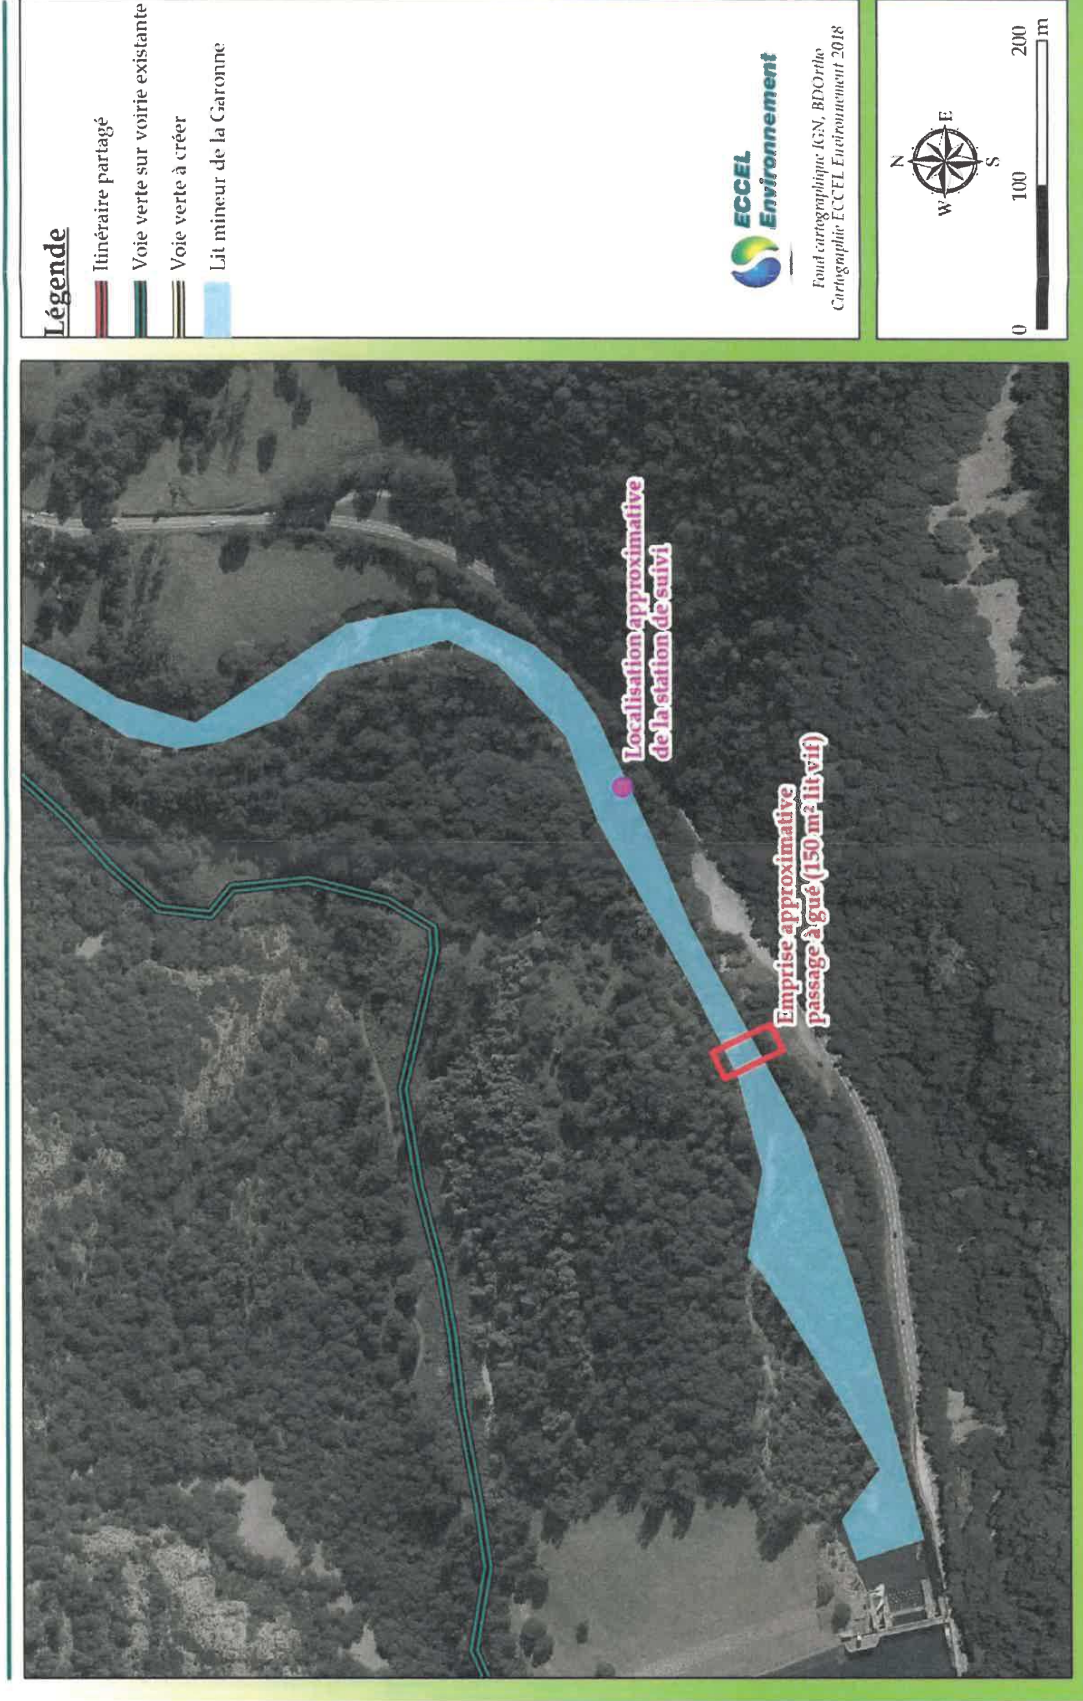 Légende
Itinéraire partagé
Voie verte sur voirie existante
Voie verte à créer
Lit mineur de la Garonne
ECCEL
Environnement
Fond cartographique IGN, BDOrtho
Cartographie ECCEL Environnement 2018
N
W
E
S
0
100
200
m
Localisation approximative
de la station de suivi
Emprise approximative
passage à gué (150 m² lit vif)